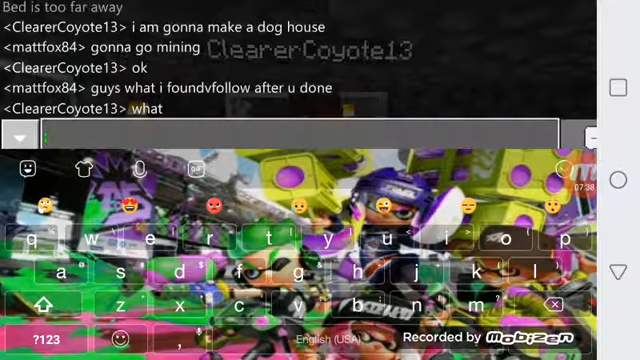 Bed is too far away
<ClearerCoyote13> i am gonna make a dog house
<mattfox84> gonna go mining
ClearerCoyote13
<ClearerCoyote13> ok
<mattfox84> guys what i foundvfollow after u done
<ClearerCoyote13> what
GIF
07:38
q w e r t y u i o p
a s d f g h j k l
z x c v b n m
?123 , English (USA)
Recorded by mobizen